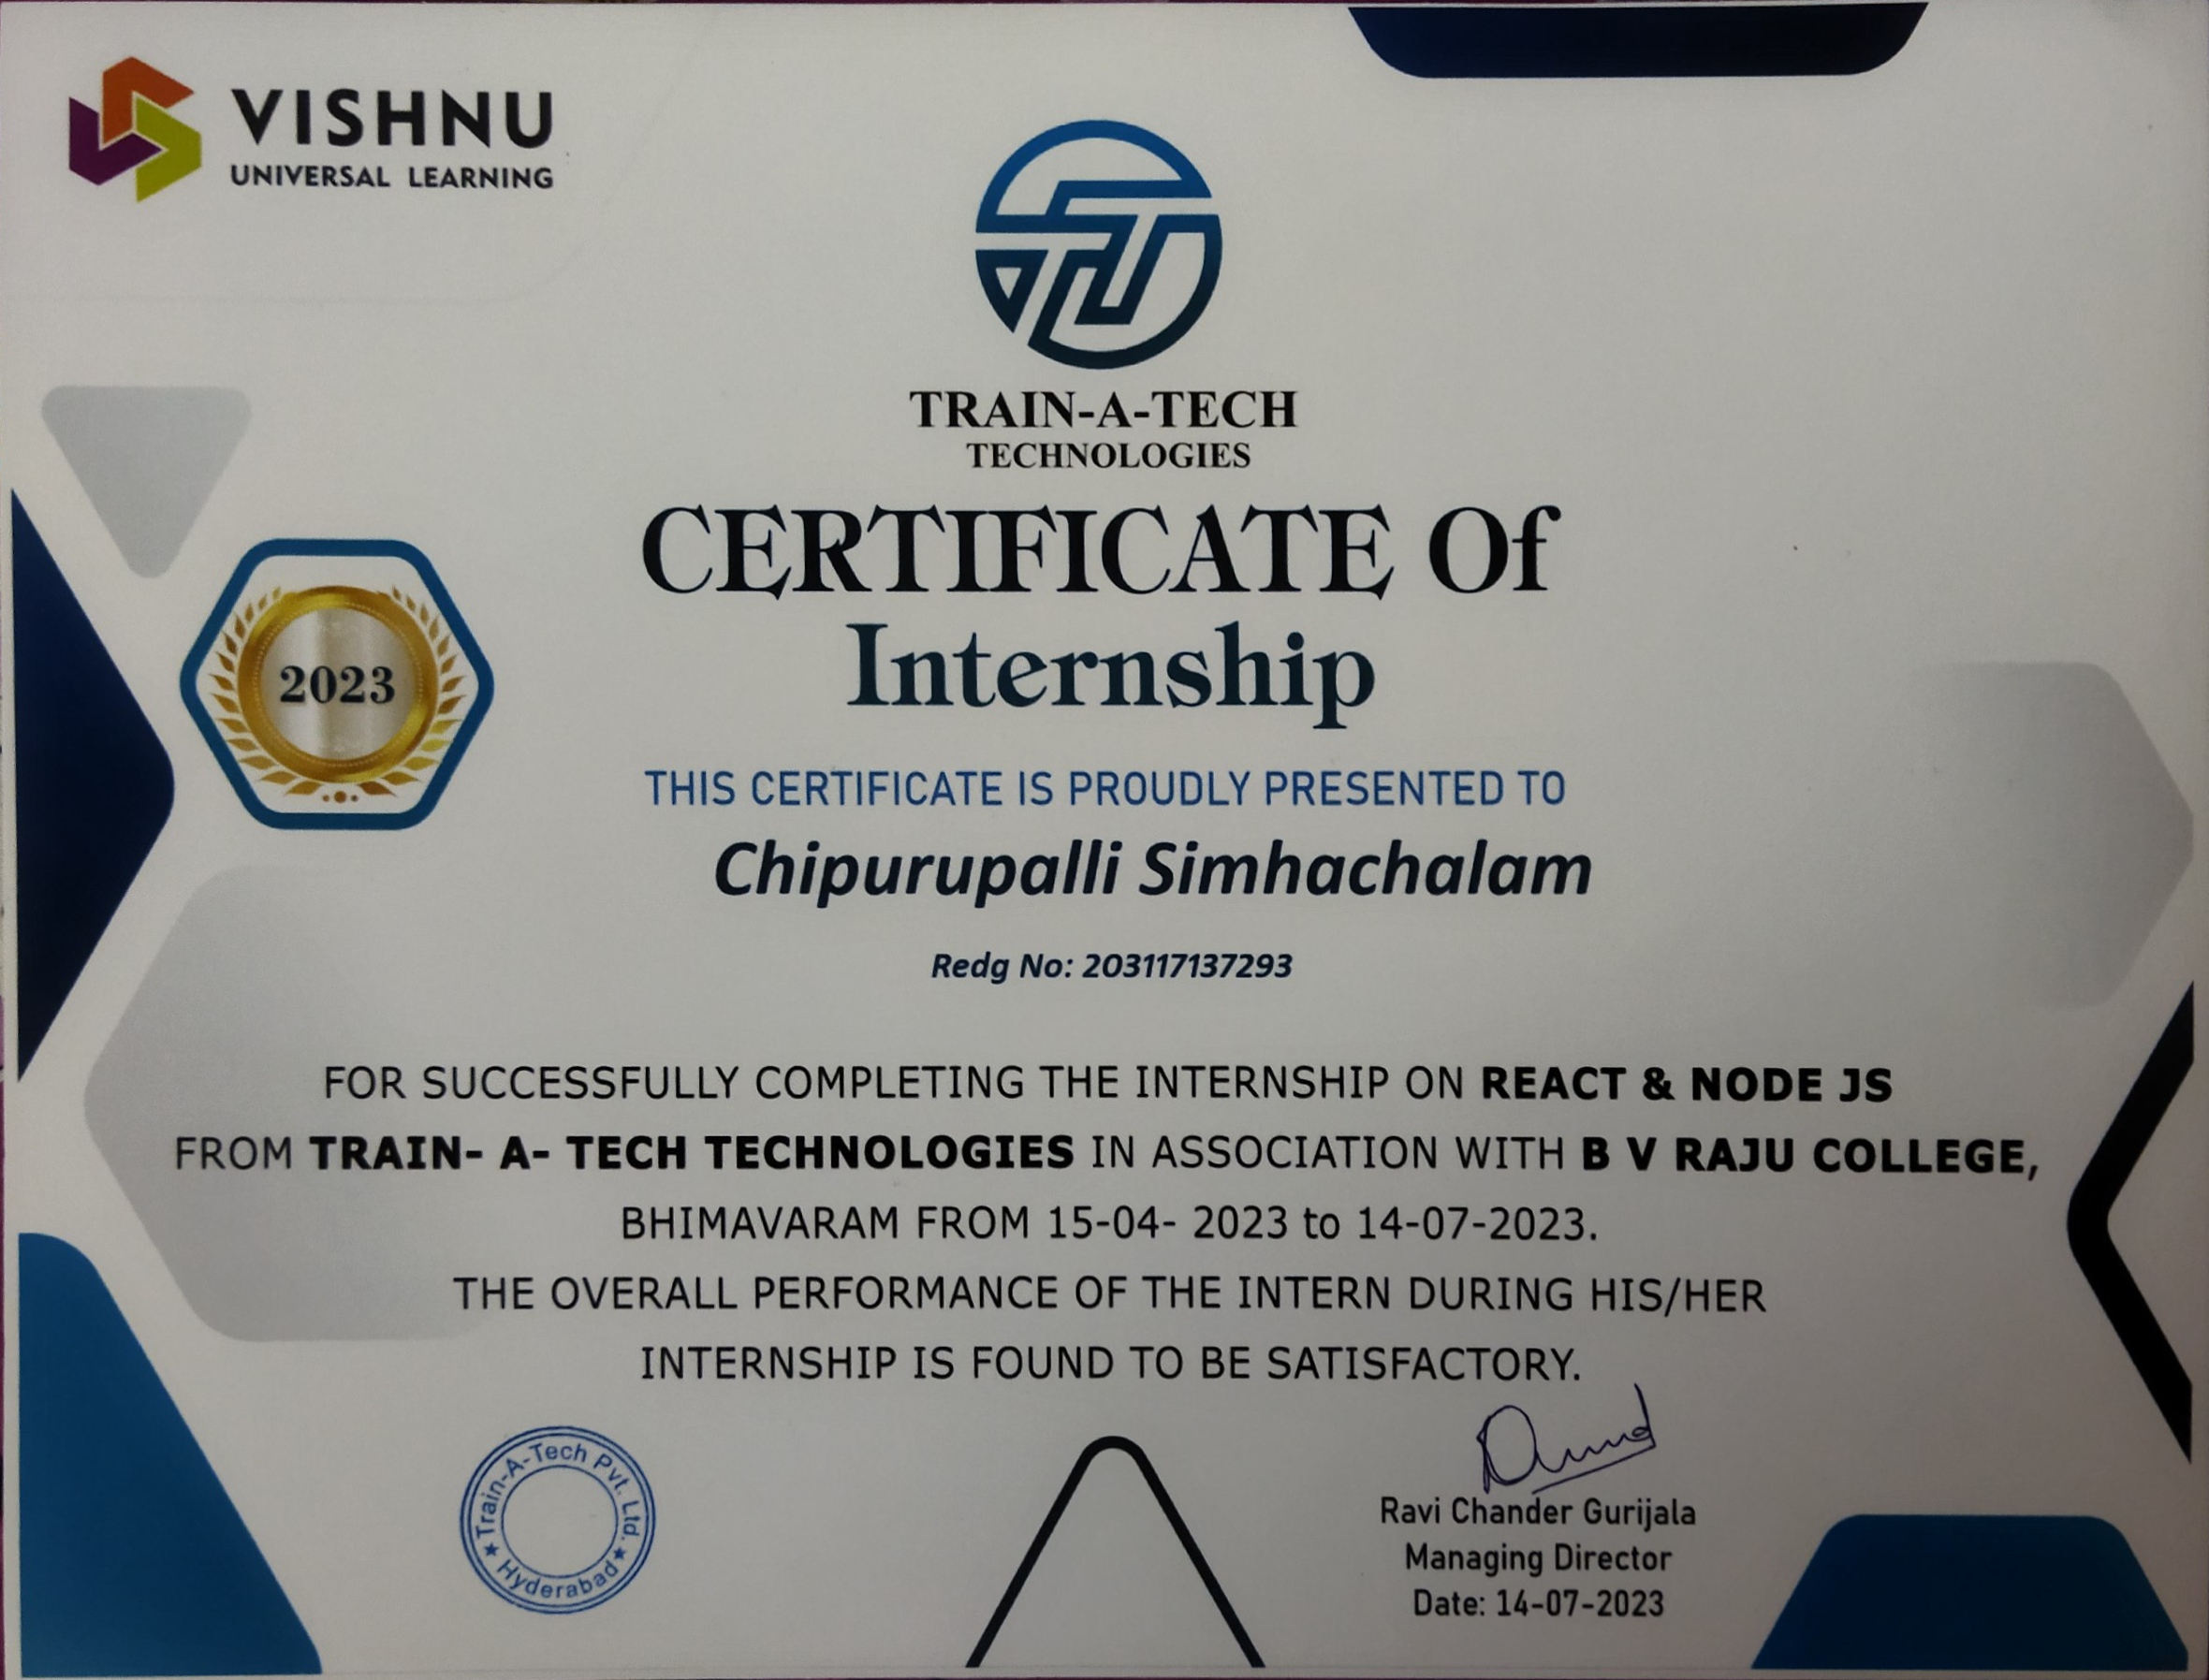 VISHNU
UNIVERSAL LEARNING
TRAIN-A-TECH
TECHNOLOGIES
CERTIFICATE Of
Internship
2023
THIS CERTIFICATE IS PROUDLY PRESENTED TO
Chipurupalli Simhachalam
Redg No: 203117137293
FOR SUCCESSFULLY COMPLETING THE INTERNSHIP ON REACT & NODE JS
FROM TRAIN- A- TECH TECHNOLOGIES IN ASSOCIATION WITH B V RAJU COLLEGE,
BHIMAVARAM FROM 15-04- 2023 to 14-07-2023.
THE OVERALL PERFORMANCE OF THE INTERN DURING HIS/HER
INTERNSHIP IS FOUND TO BE SATISFACTORY.
Train-A-Tech Pvt. Ltd.
★ Hyderabad ★
Ravi Chander Gurijala
Managing Director
Date: 14-07-2023